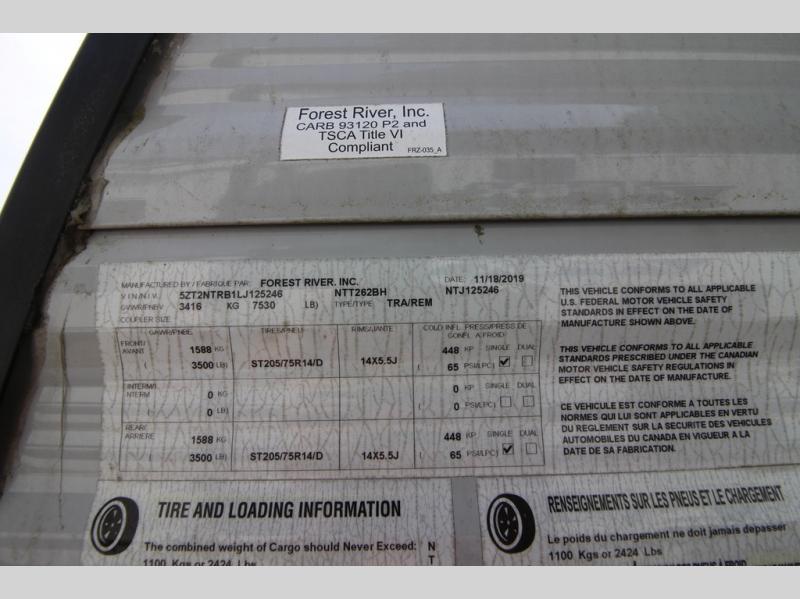 Forest River, Inc.
CARB 93120 P2 and
TSCA Title VI
Compliant
FRZ-035_A
MANUFACTURED BY / FABRIQUE PAR: FOREST RIVER, INC. DATE: 11/18/2019
V I N / N I V: 5ZT2NTRB1LJ125246 NTT262BH NTJ125246
GVWR/PNBV 3416 KG 7530 LB) TYPE/TYPE: TRA/REM
COUPLER SIZE
GAWR/PNBE TIRES/PNEU RIMS/JANTE COLD INFL. PRESS/PRESS DE
GONFL. A FROID/
FRONT/
AVANT 1588 KG 448 KP SINGLE DUAL
( 3500 LB) ST205/75R14/D 14X5.5J ( 65 PSI/LPC)
INTERM/I
NTERM 0 KG 0 KP SINGLE DUAL
( 0 LB) ( 0 PSI/LPC)
REAR/
ARRIERE 1588 KG 448 KP SINGLE DUAL
( 3500 LB) ST205/75R14/D 14X5.5J ( 65 PSI/LPC)
THIS VEHICLE CONFORMS TO ALL APPLICABLE
U.S. FEDERAL MOTOR VEHICLE SAFETY
STANDARDS IN EFFECT ON THE DATE OF
MANUFACTURE SHOWN ABOVE.
THIS VEHICLE CONFORMS TO ALL APPLICABLE
STANDARDS PRESCRIBED UNDER THE CANADIAN
MOTOR VEHICLE SAFETY REGULATIONS IN
EFFECT ON THE DATE OF MANUFACTURE.
CE VEHICULE EST CONFORME A TOUTES LES
NORMES QUI LUI SONT APPLICABLES EN VERTU
DU REGLEMENT SUR LA SECURITE DES VEHICULES
AUTOMOBILES DU CANADA EN VIGUEUR A LA
DATE DE SA FABRICATION.
TIRE AND LOADING INFORMATION
The combined weight of Cargo should Never Exceed: N
1100 Kgs or 2424 Lbs T
RENSEIGNEMENTS SUR LES PNEUS ET LE CHARGEMENT
Le poids du chargement ne doit jamais depasser
1100 Kgs or 2424 Lbs